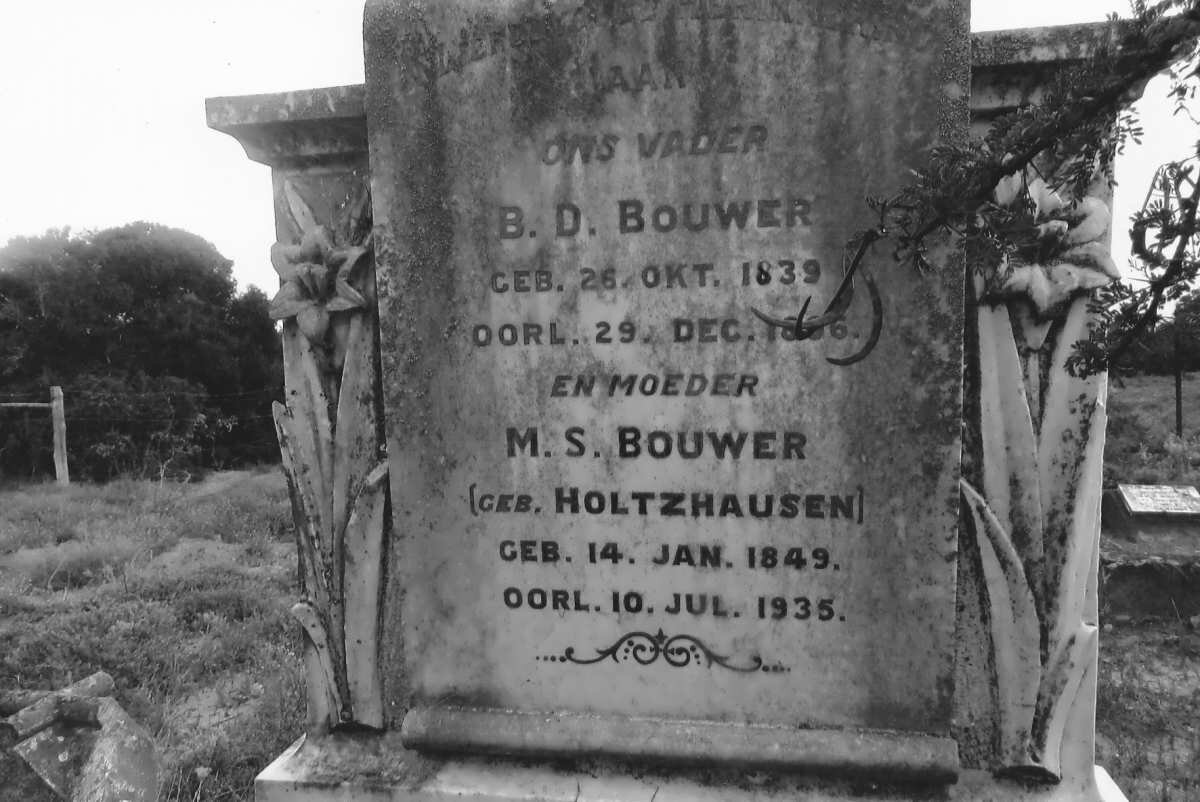 AAN
ONS VADER
B. D. BOUWER
GEB. 26. OKT. 1839
OORL. 29. DEC.
EN MOEDER
M. S. BOUWER
[GEB. HOLTZHAUSEN]
GEB. 14. JAN. 1849.
OORL. 10. JUL. 1935.